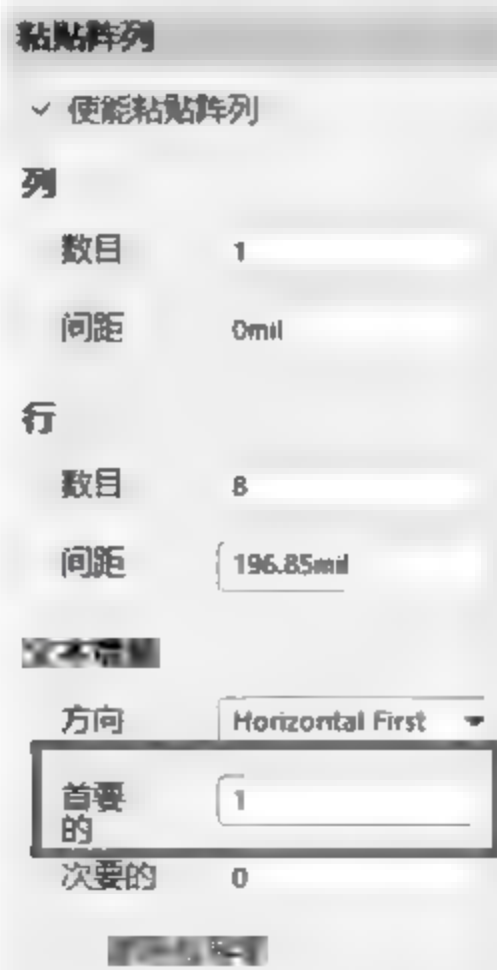 粘贴阵列
使能粘贴阵列
列
数目 1
间距 0mil
行
数目 8
间距 196.85mil
方向 Horizontal First
首要 1
的
次要的 0